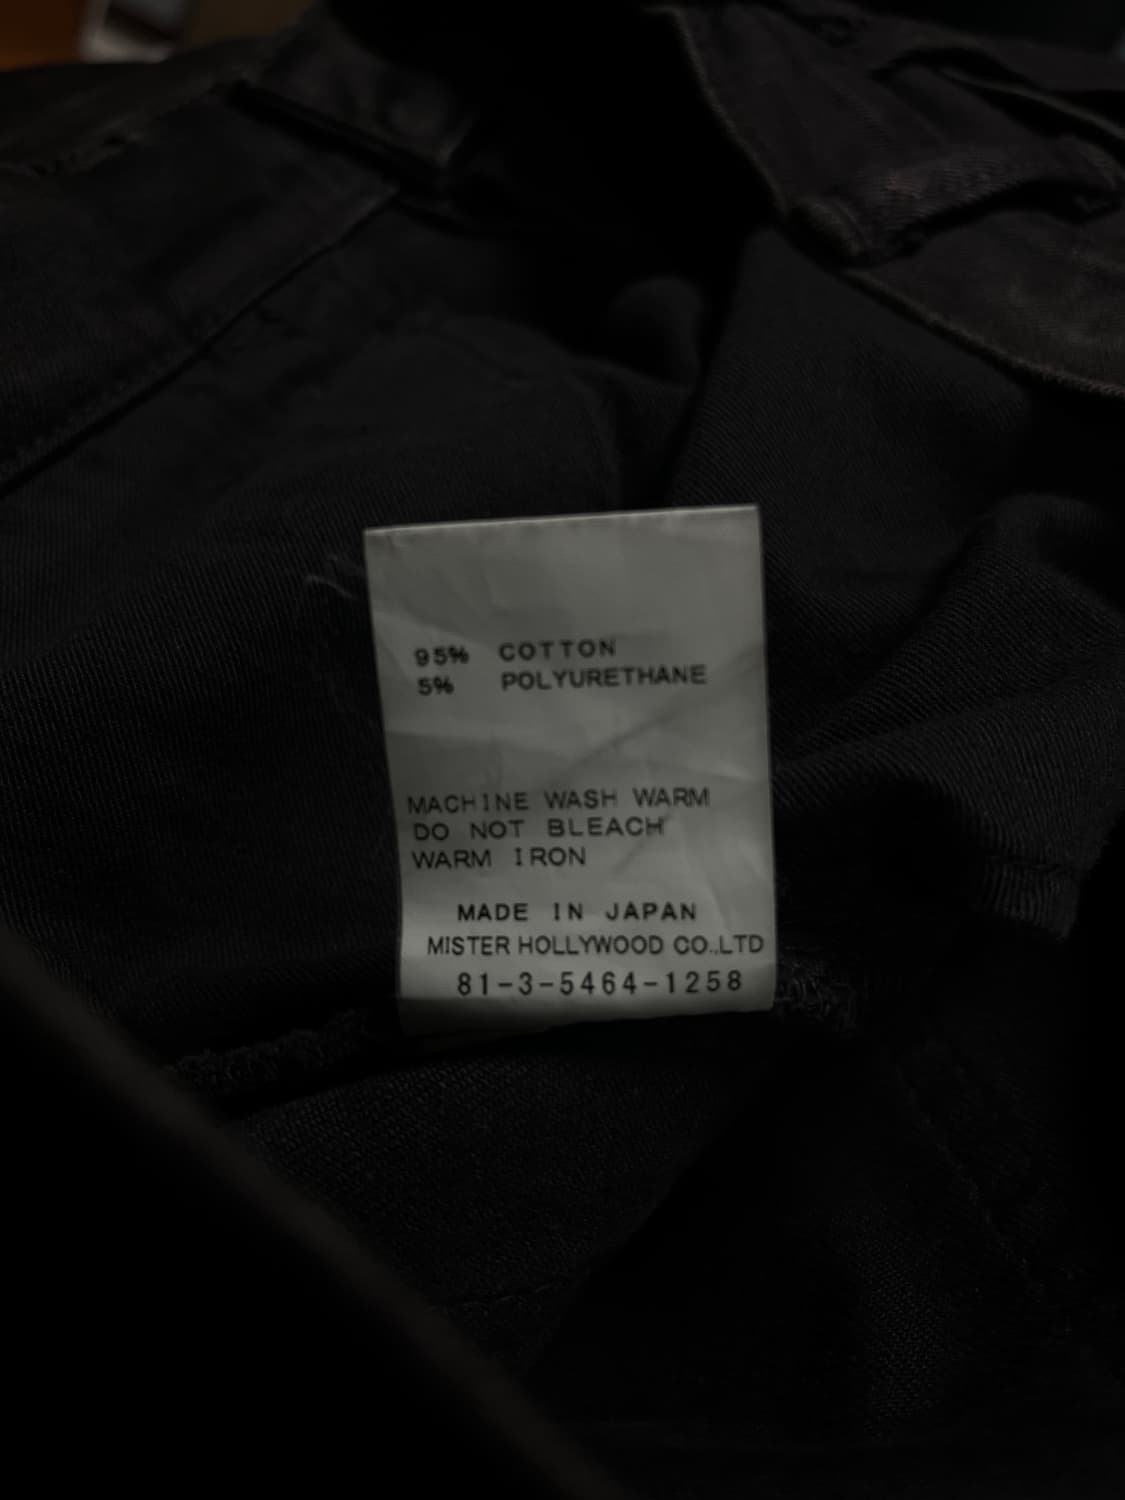 95% COTTON
5% POLYURETHANE
MACHINE WASH WARM
DO NOT BLEACH
WARM IRON
MADE IN JAPAN
MISTER HOLLYWOOD CO.,LTD
81-3-5464-1258